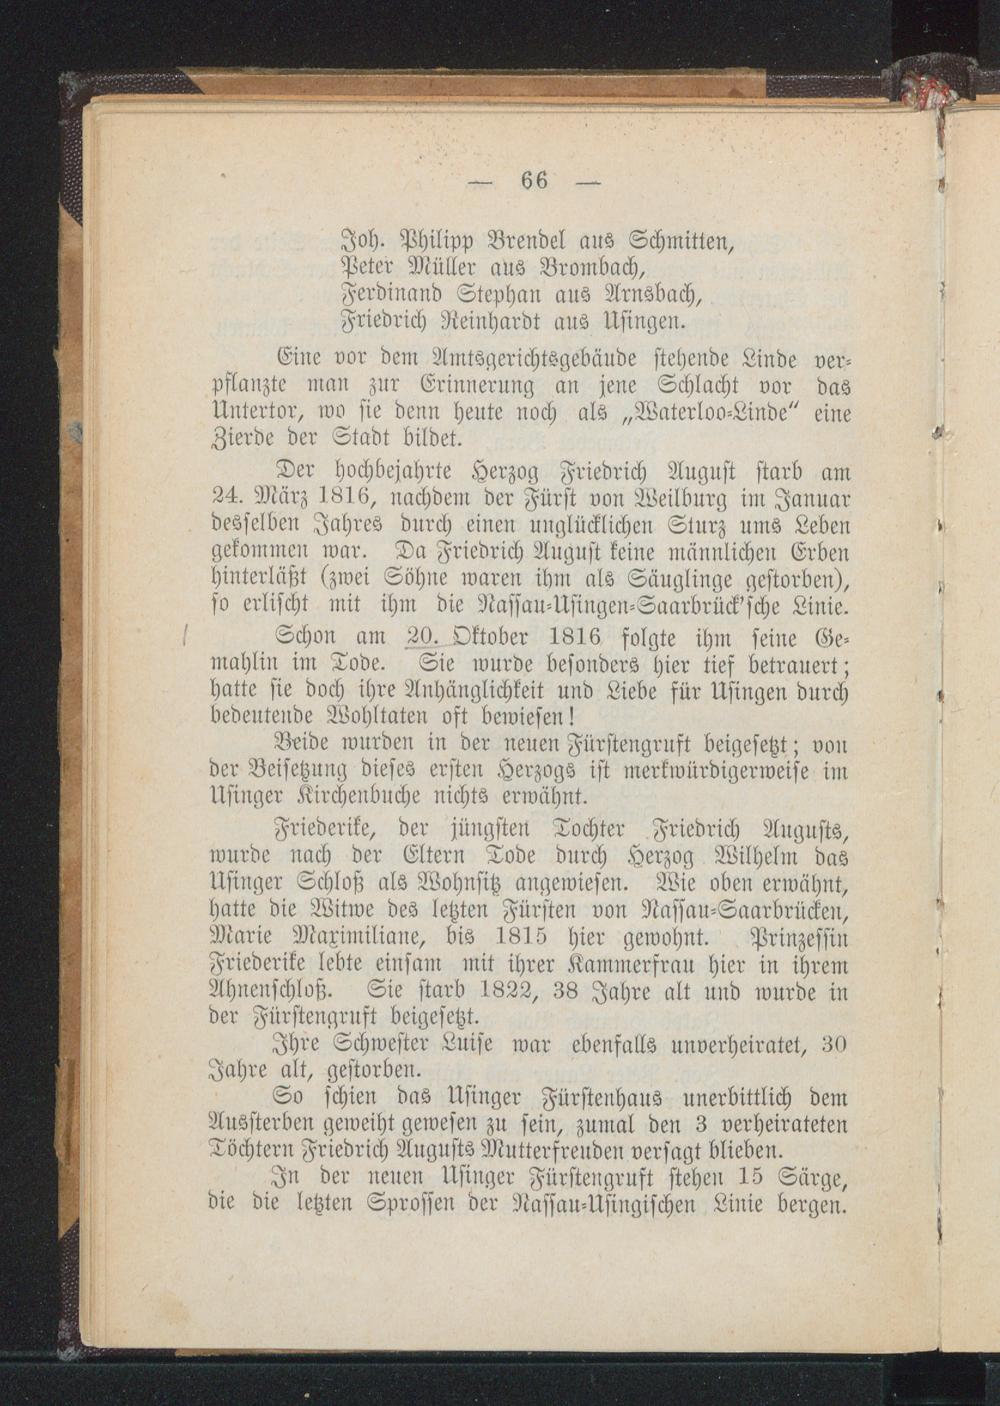 — 66 —
Joh. Philipp Brendel aus Schmitten,
Peter Müller aus Brombach,
Ferdinand Stephan aus Arnsbach,
Friedrich Reinhardt aus Usingen.
Eine vor dem Amtsgerichtsgebäude stehende Linde ver-
pflanzte man zur Erinnerung an jene Schlacht vor das
Untertor, wo sie denn heute noch als „Waterloo-Linde“ eine
Zierde der Stadt bildet.
Der hochbejahrte Herzog Friedrich August starb am
24. März 1816, nachdem der Fürst von Weilburg im Januar
desselben Jahres durch einen unglücklichen Sturz ums Leben
gekommen war. Da Friedrich August keine männlichen Erben
hinterläßt (zwei Söhne waren ihm als Säuglinge gestorben),
so erlischt mit ihm die Nassau-Usingen-Saarbrück'sche Linie.
Schon am 20. Oktober 1816 folgte ihm seine Ge-
mahlin im Tode. Sie wurde besonders hier tief betrauert;
hatte sie doch ihre Anhänglichkeit und Liebe für Usingen durch
bedeutende Wohltaten oft bewiesen!
Beide wurden in der neuen Fürstengruft beigesetzt; von
der Beisetzung dieses ersten Herzogs ist merkwürdigerweise im
Usinger Kirchenbuche nichts erwähnt.
Friederike, der jüngsten Tochter Friedrich Augusts,
wurde nach der Eltern Tode durch Herzog Wilhelm das
Usinger Schloß als Wohnsitz angewiesen. Wie oben erwähnt,
hatte die Witwe des letzten Fürsten von Nassau-Saarbrücken,
Marie Maximiliane, bis 1815 hier gewohnt. Prinzessin
Friederike lebte einsam mit ihrer Kammerfrau hier in ihrem
Ahnenschloß. Sie starb 1822, 38 Jahre alt und wurde in
der Fürstengruft beigesetzt.
Ihre Schwester Luise war ebenfalls unverheiratet, 30
Jahre alt, gestorben.
So schien das Usinger Fürstenhaus unerbittlich dem
Aussterben geweiht gewesen zu sein, zumal den 3 verheirateten
Töchtern Friedrich Augusts Mutterfreuden versagt blieben.
In der neuen Usinger Fürstengruft stehen 15 Särge,
die die letzten Sprossen der Nassau-Usingischen Linie bergen.